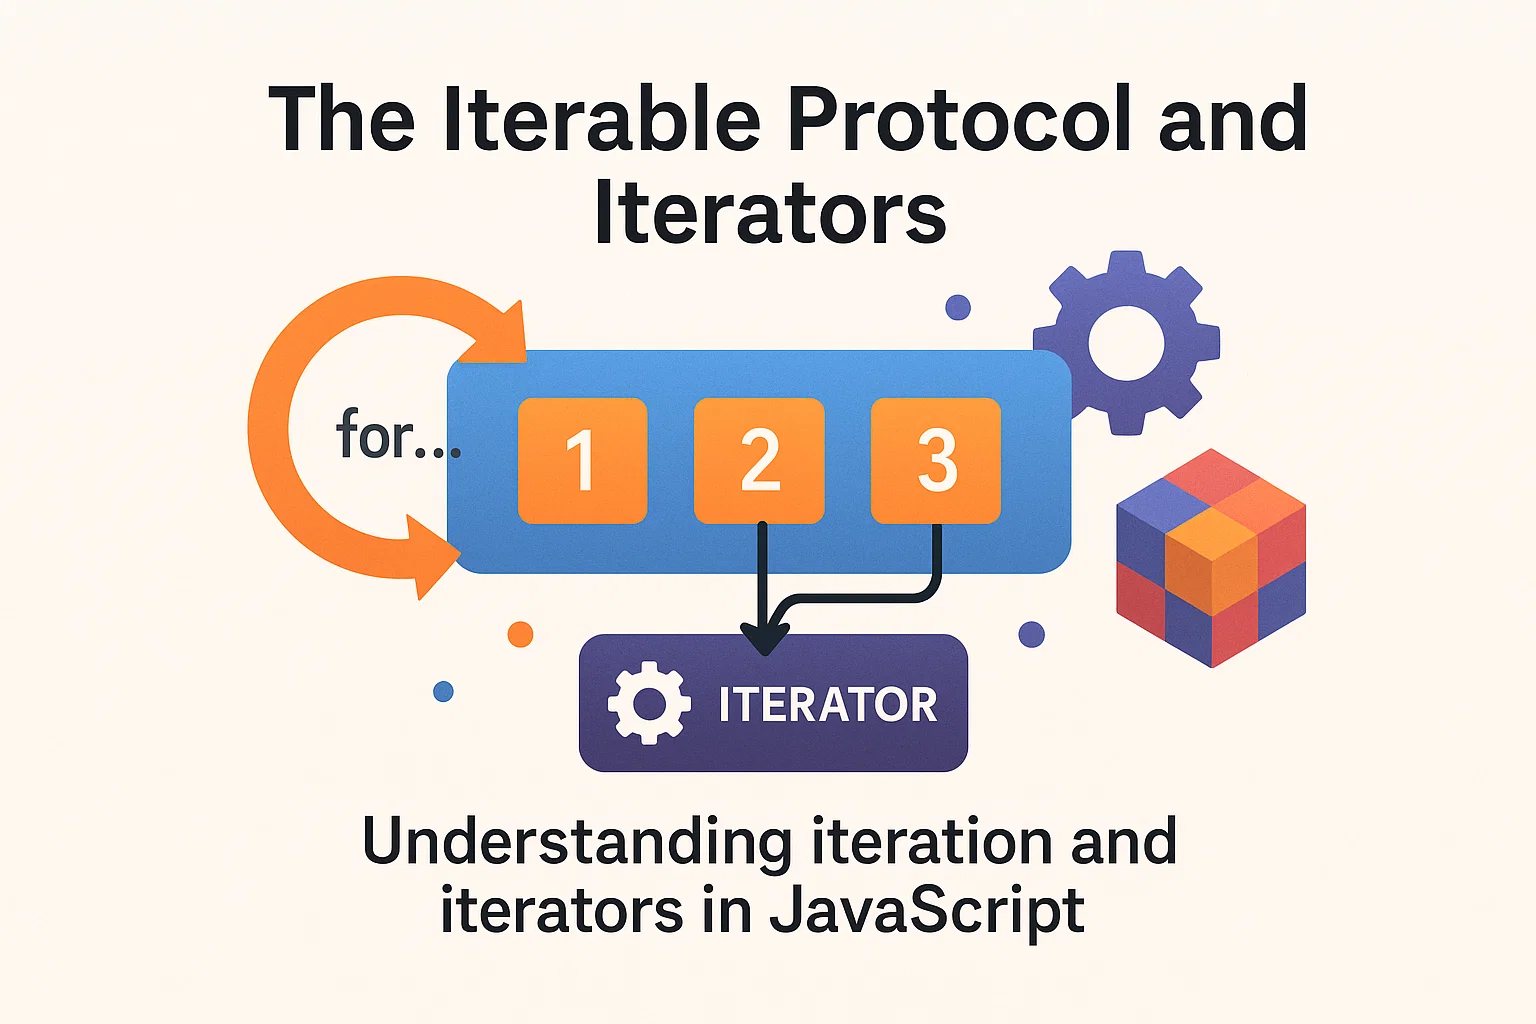 The Iterable Protocol and
Iterators
for...
1 2 3
ITERATOR
Understanding iteration and
iterators in JavaScript